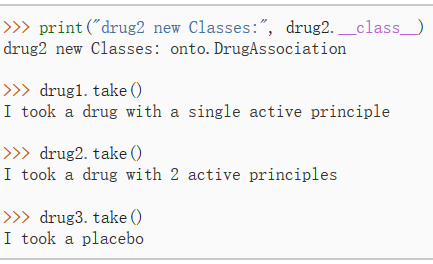 >>> print("drug2 new Classes:", drug2.__class__)
drug2 new Classes: onto.DrugAssociation
>>> drug1.take()
I took a drug with a single active principle
>>> drug2.take()
I took a drug with 2 active principles
>>> drug3.take()
I took a placebo